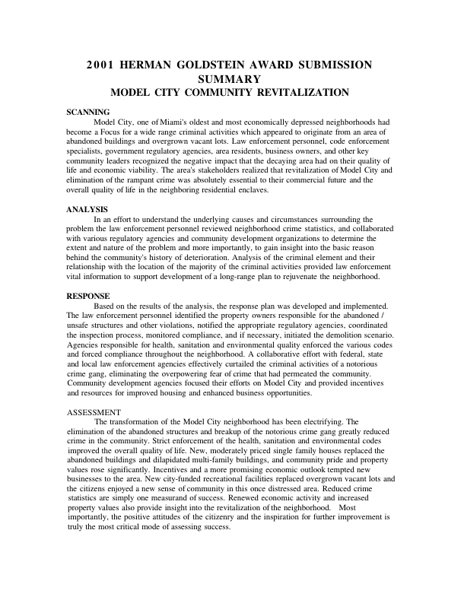 2001 HERMAN GOLDSTEIN AWARD SUBMISSION
SUMMARY
MODEL CITY COMMUNITY REVITALIZATION
SCANNING
Model City, one of Miami's oldest and most economically depressed neighborhoods had
become a Focus for a wide range criminal activities which appeared to originate from an area of
abandoned buildings and overgrown vacant lots. Law enforcement personnel, code enforcement
specialists, government regulatory agencies, area residents, business owners, and other key
community leaders recognized the negative impact that the decaying area had on their quality of
life and economic viability. The area's stakeholders realized that revitalization of Model City and
elimination of the rampant crime was absolutely essential to their commercial future and the
overall quality of life in the neighboring residential enclaves.
ANALYSIS
In an effort to understand the underlying causes and circumstances surrounding the
problem the law enforcement personnel reviewed neighborhood crime statistics, and collaborated
with various regulatory agencies and community development organizations to determine the
extent and nature of the problem and more importantly, to gain insight into the basic reason
behind the community's history of deterioration. Analysis of the criminal element and their
relationship with the location of the majority of the criminal activities provided law enforcement
vital information to support development of a long-range plan to rejuvenate the neighborhood.
RESPONSE
Based on the results of the analysis, the response plan was developed and implemented.
The law enforcement personnel identified the property owners responsible for the abandoned /
unsafe structures and other violations, notified the appropriate regulatory agencies, coordinated
the inspection process, monitored compliance, and if necessary, initiated the demolition scenario.
Agencies responsible for health, sanitation and environmental quality enforced the various codes
and forced compliance throughout the neighborhood. A collaborative effort with federal, state
and local law enforcement agencies effectively curtailed the criminal activities of a notorious
crime gang, eliminating the overpowering fear of crime that had permeated the community.
Community development agencies focused their efforts on Model City and provided incentives
and resources for improved housing and enhanced business opportunities.
ASSESSMENT
The transformation of the Model City neighborhood has been electrifying. The
elimination of the abandoned structures and breakup of the notorious crime gang greatly reduced
crime in the community. Strict enforcement of the health, sanitation and environmental codes
improved the overall quality of life. New, moderately priced single family houses replaced the
abandoned buildings and dilapidated multi-family buildings, and community pride and property
values rose significantly. Incentives and a more promising economic outlook tempted new
businesses to the area. New city-funded recreational facilities replaced overgrown vacant lots and
the citizens enjoyed a new sense of community in this once distressed area. Reduced crime
statistics are simply one measurand of success. Renewed economic activity and increased
property values also provide insight into the revitalization of the neighborhood. Most
importantly, the positive attitudes of the citizenry and the inspiration for further improvement is
truly the most critical mode of assessing success.